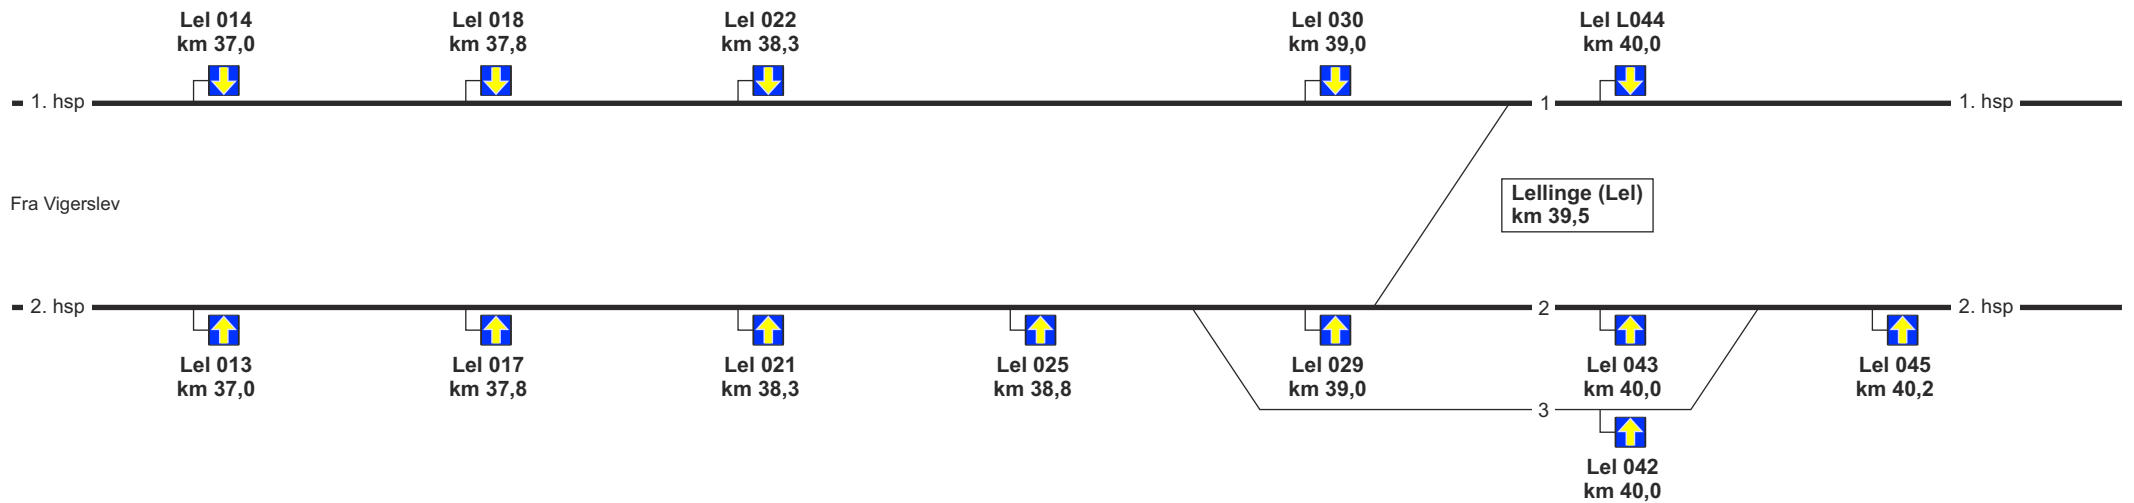 Lel 014
km 37,0
Lel 018
km 37,8
Lel 022
km 38,3
Lel 030
km 39,0
Lel L044
km 40,0
1. hsp
1
1. hsp
Fra Vigerslev
Lellinge (Lel)
km 39,5
2. hsp
2
2. hsp
Lel 013
km 37,0
Lel 017
km 37,8
Lel 021
km 38,3
Lel 025
km 38,8
Lel 029
km 39,0
Lel 043
km 40,0
Lel 045
km 40,2
3
Lel 042
km 40,0